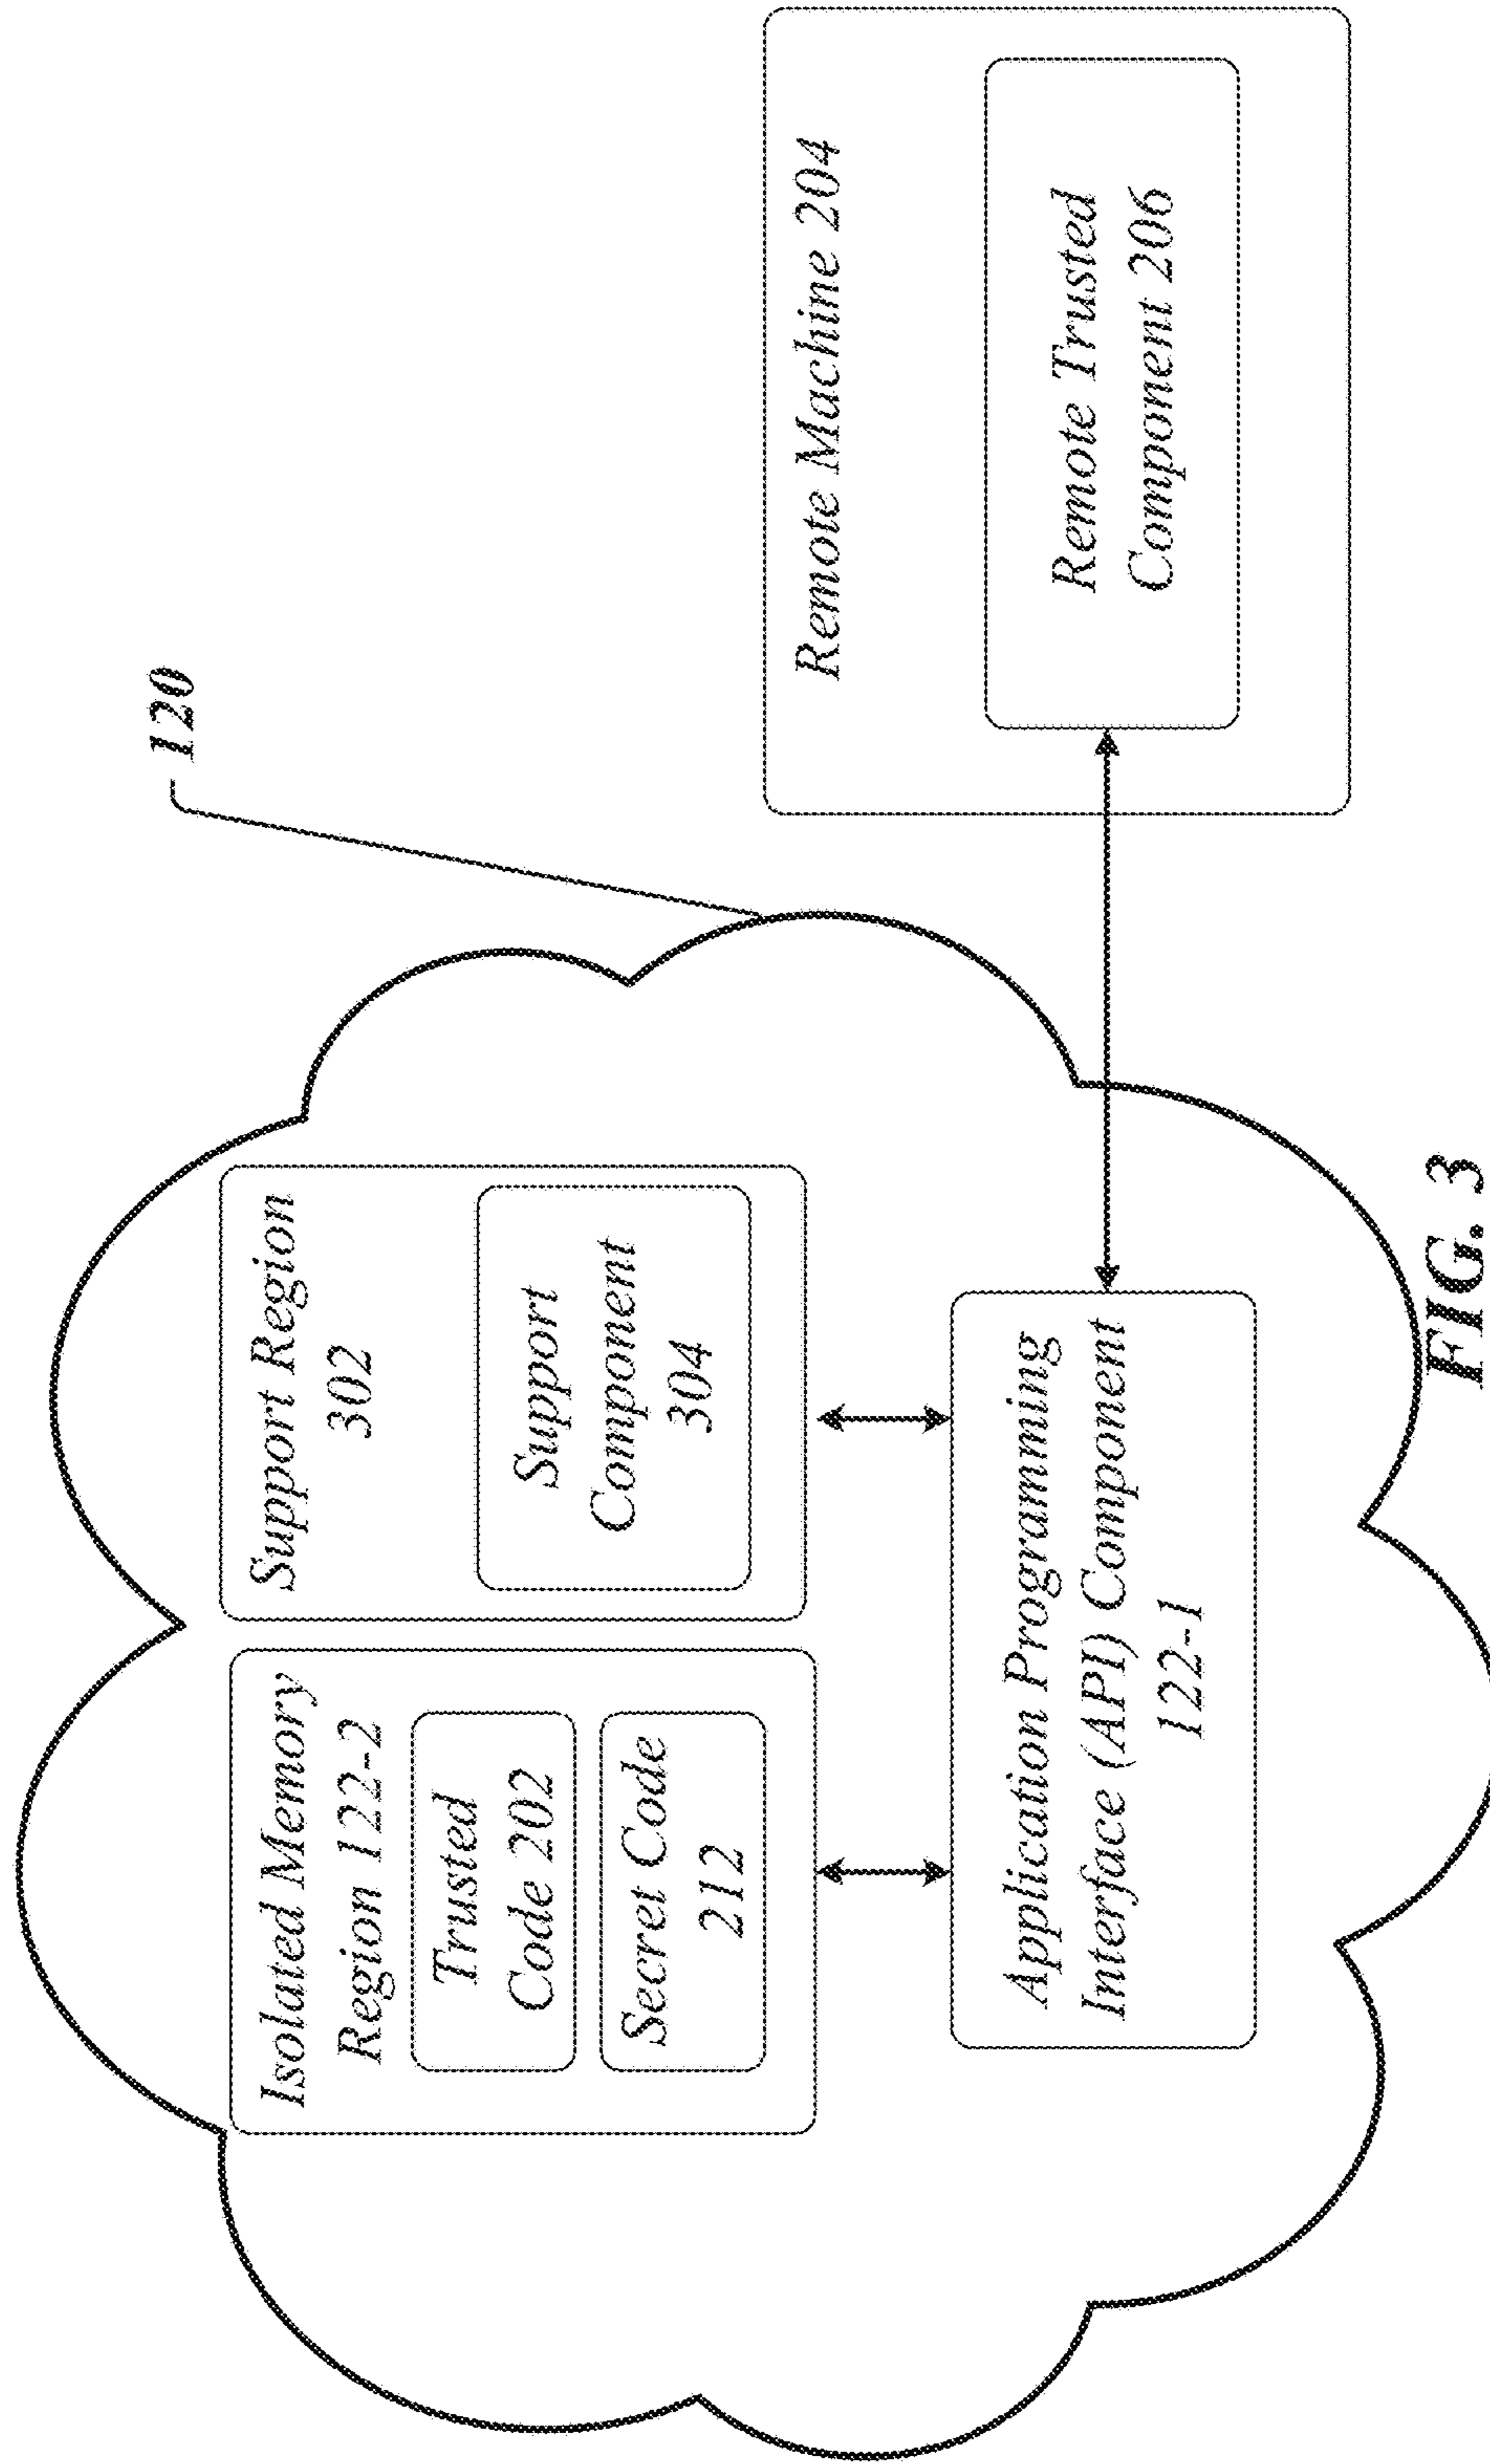 120
Isolated Memory
Region 122-2
Trusted
Code 202
Secret Code
212
Support Region
302
Support
Component
304
Application Programming
Interface (API) Component
122-1
Remote Machine 204
Remote Trusted
Component 206
FIG. 3